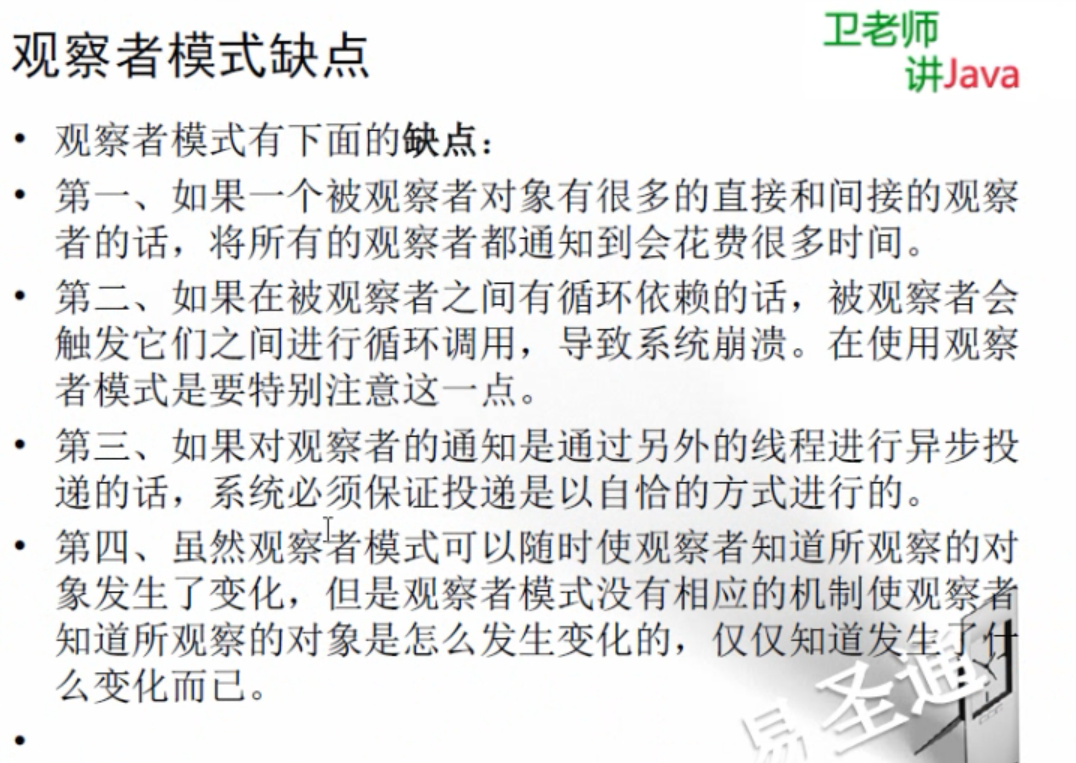 观察者模式缺点
卫老师
讲Java
• 观察者模式有下面的缺点：
• 第一、如果一个被观察者对象有很多的直接和间接的观察
者的话，将所有的观察者都通知到会花费很多时间。
• 第二、如果在被观察者之间有循环依赖的话，被观察者会
触发它们之间进行循环调用，导致系统崩溃。在使用观察
者模式是要特别注意这一点。
• 第三、如果对观察者的通知是通过另外的线程进行异步投
递的话，系统必须保证投递是以自恰的方式进行的。
• 第四、虽然观察者模式可以随时使观察者知道所观察的对
象发生了变化，但是观察者模式没有相应的机制使观察者
知道所观察的对象是怎么发生变化的，仅仅知道发生了什
么变化而已。
•
易圣通